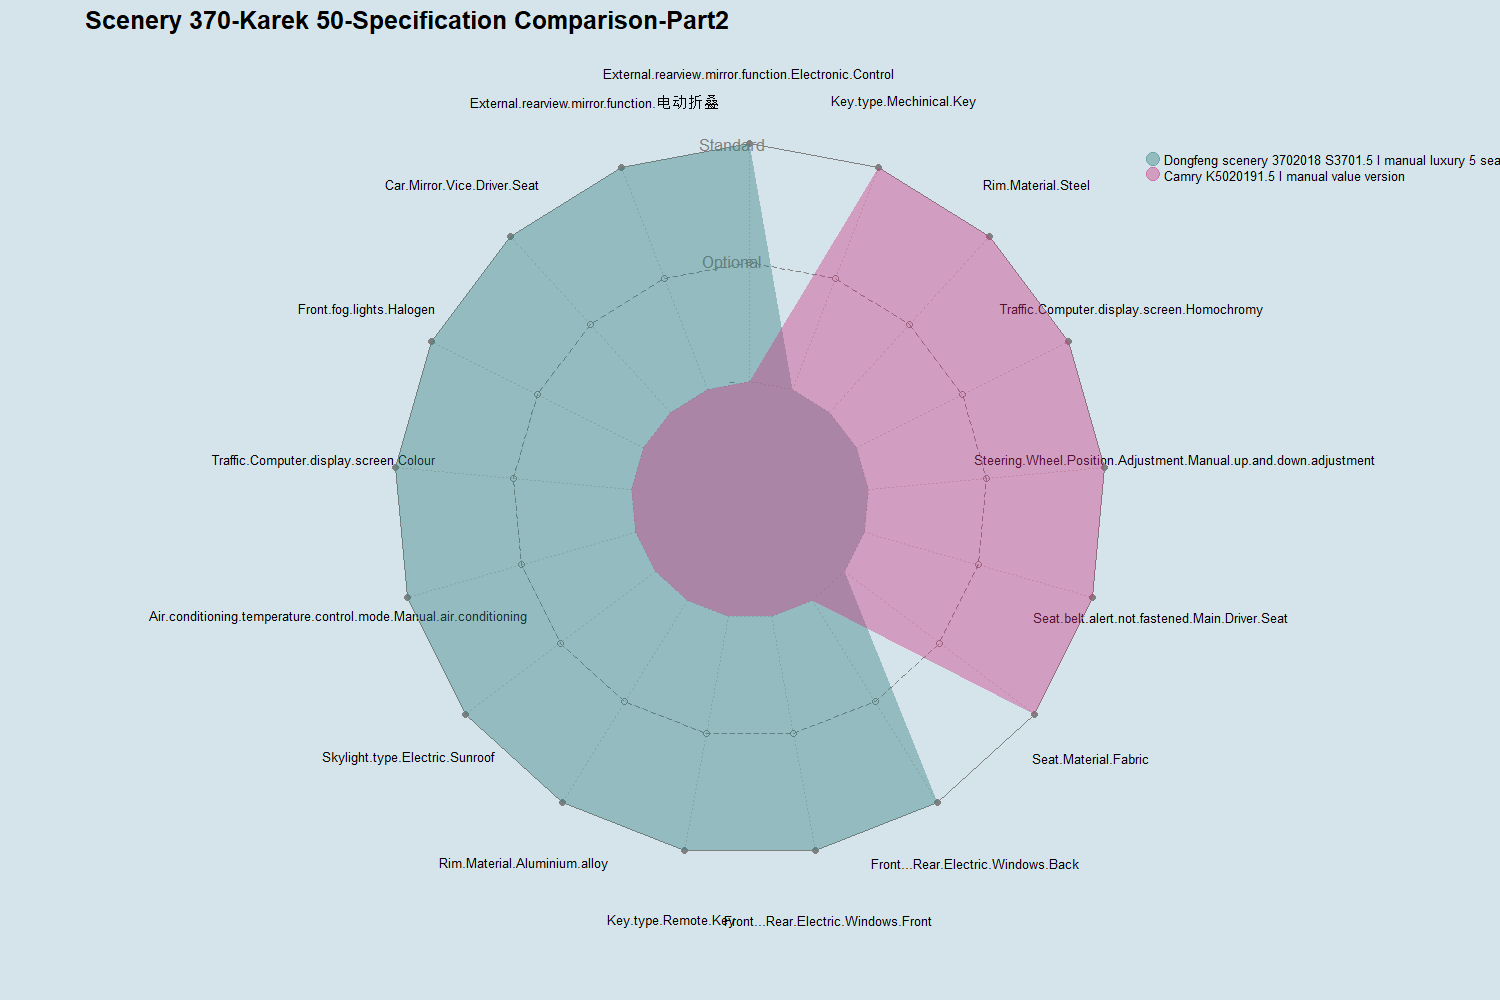 Scenery 370-Karek 50-Specification Comparison-Part2
External.rearview.mirror.function.Electronic.Control
External.rearview.mirror.function.电动折叠
Key.type.Mechinical.Key
Standard
Dongfeng scenery 3702018 S3701.5 l manual luxury 5 sea
Camry K5020191.5 l manual value version
Car.Mirror.Vice.Driver.Seat
Rim.Material.Steel
Optional
Front.fog.lights.Halogen
Traffic.Computer.display.screen.Homochromy
-
Traffic.Computer.display.screen.Colour
Steering.Wheel.Position.Adjustment.Manual.up.and.down.adjustment
Air.conditioning.temperature.control.mode.Manual.air.conditioning
Seat.belt.alert.not.fastened.Main.Driver.Seat
Skylight.type.Electric.Sunroof
Seat.Material.Fabric
Rim.Material.Aluminium.alloy
Front...Rear.Electric.Windows.Back
Key.type.Remote.Key
Front...Rear.Electric.Windows.Front